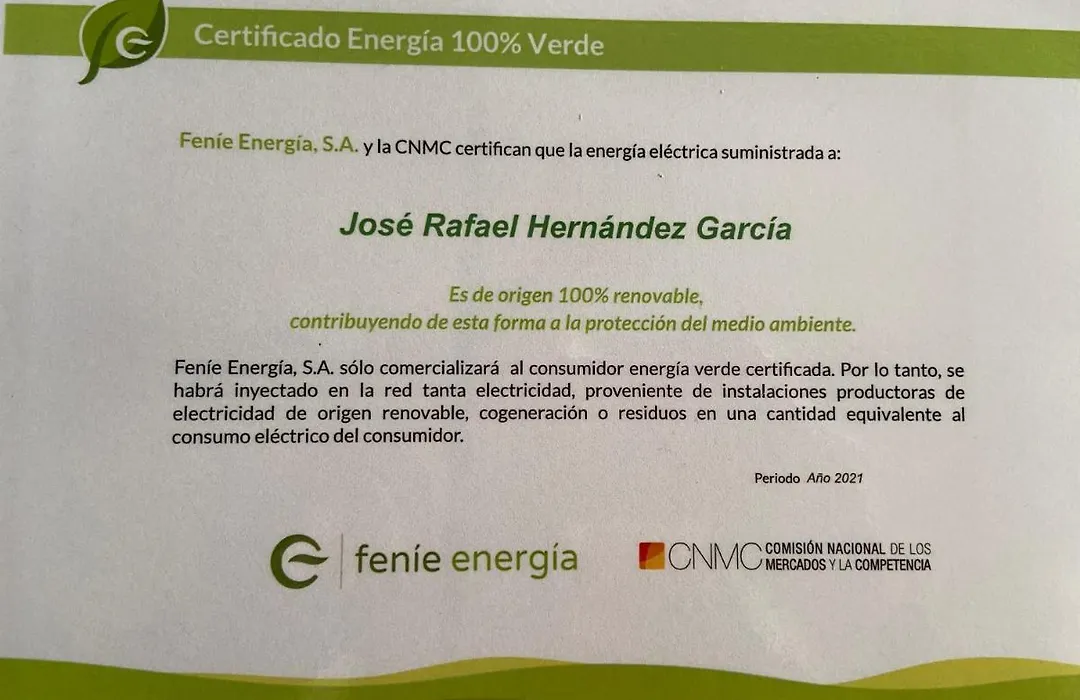 Certificado Energía 100% Verde
Feníe Energía, S.A. y la CNMC certifican que la energía eléctrica suministrada a:
José Rafael Hernández García
Es de origen 100% renovable,
contribuyendo de esta forma a la protección del medio ambiente.
Feníe Energía, S.A. sólo comercializará al consumidor energía verde certificada. Por lo tanto, se
habrá inyectado en la red tanta electricidad, proveniente de instalaciones productoras de
electricidad de origen renovable, cogeneración o residuos en una cantidad equivalente al
consumo eléctrico del consumidor.
Periodo Año 2021
feníe energía
CNMC COMISIÓN NACIONAL DE LOS
MERCADOS Y LA COMPETENCIA